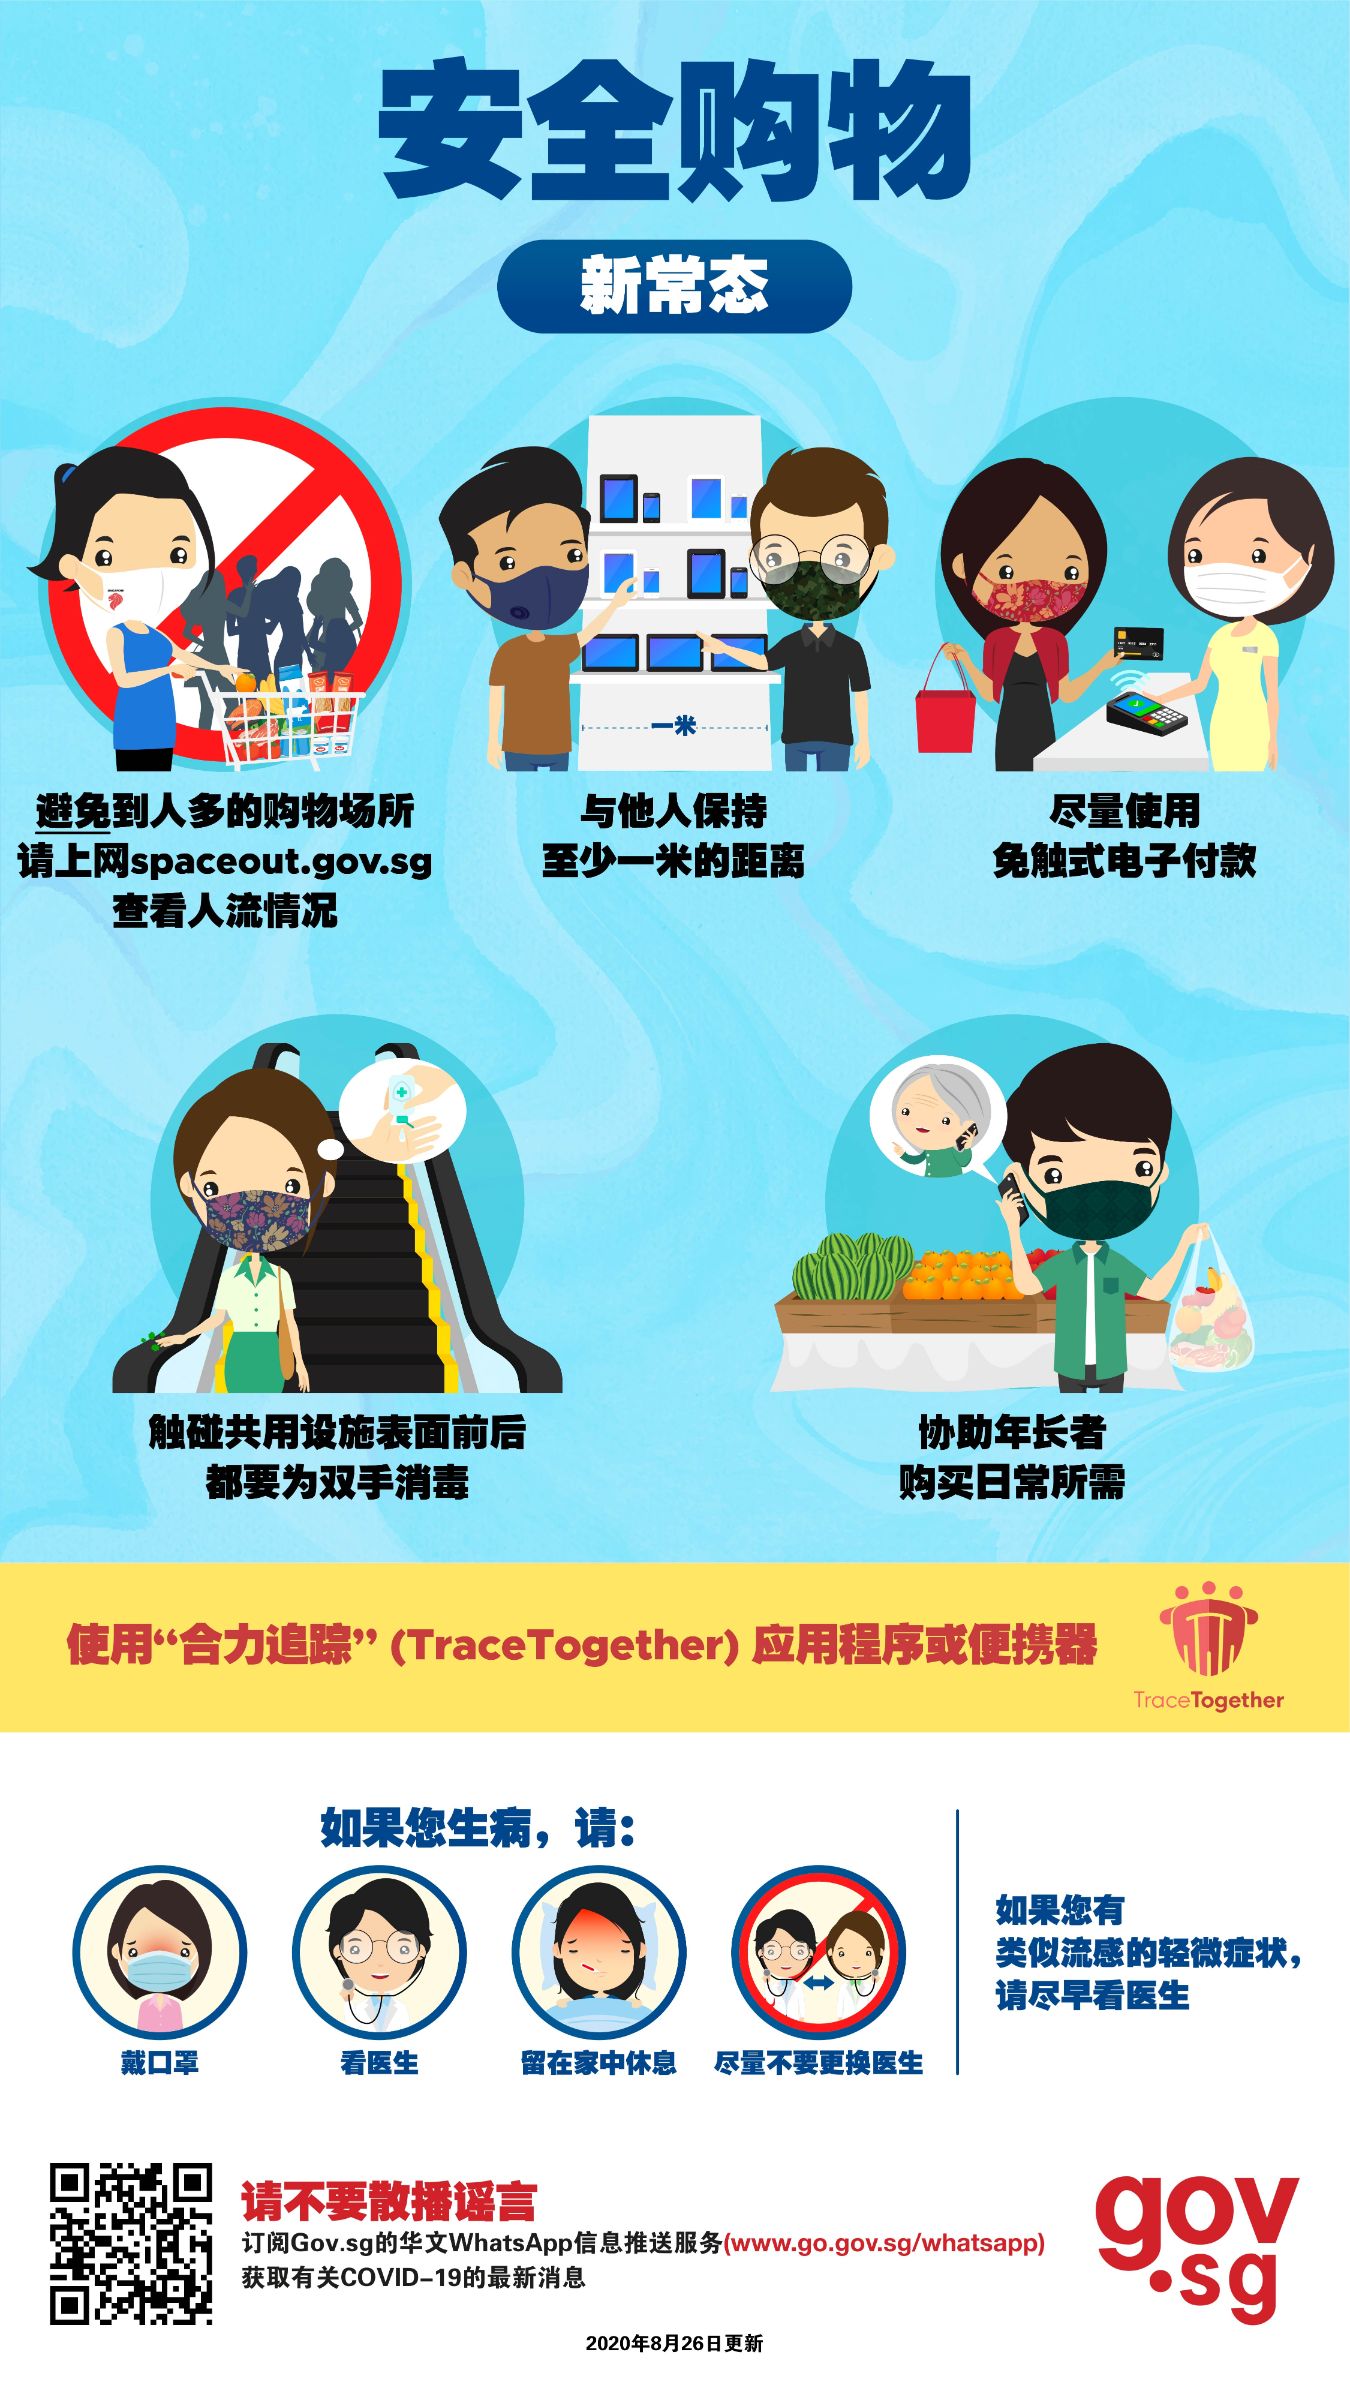 安全购物
新常态
一米
避免到人多的购物场所
请上网spaceout.gov.sg
查看人流情况
与他人保持
至少一米的距离
尽量使用
免触式电子付款
触碰共用设施表面前后
都要为双手消毒
协助年长者
购买日常所需
使用“合力追踪” (TraceTogether) 应用程序或便携器
TraceTogether
如果您生病，请：
戴口罩
看医生
留在家中休息
尽量不要更换医生
如果您有
类似流感的轻微症状，
请尽早看医生
请不要散播谣言
订阅Gov.sg的华文WhatsApp信息推送服务(www.go.gov.sg/whatsapp)
获取有关COVID-19的最新消息
gov
.sg
2020年8月26日更新